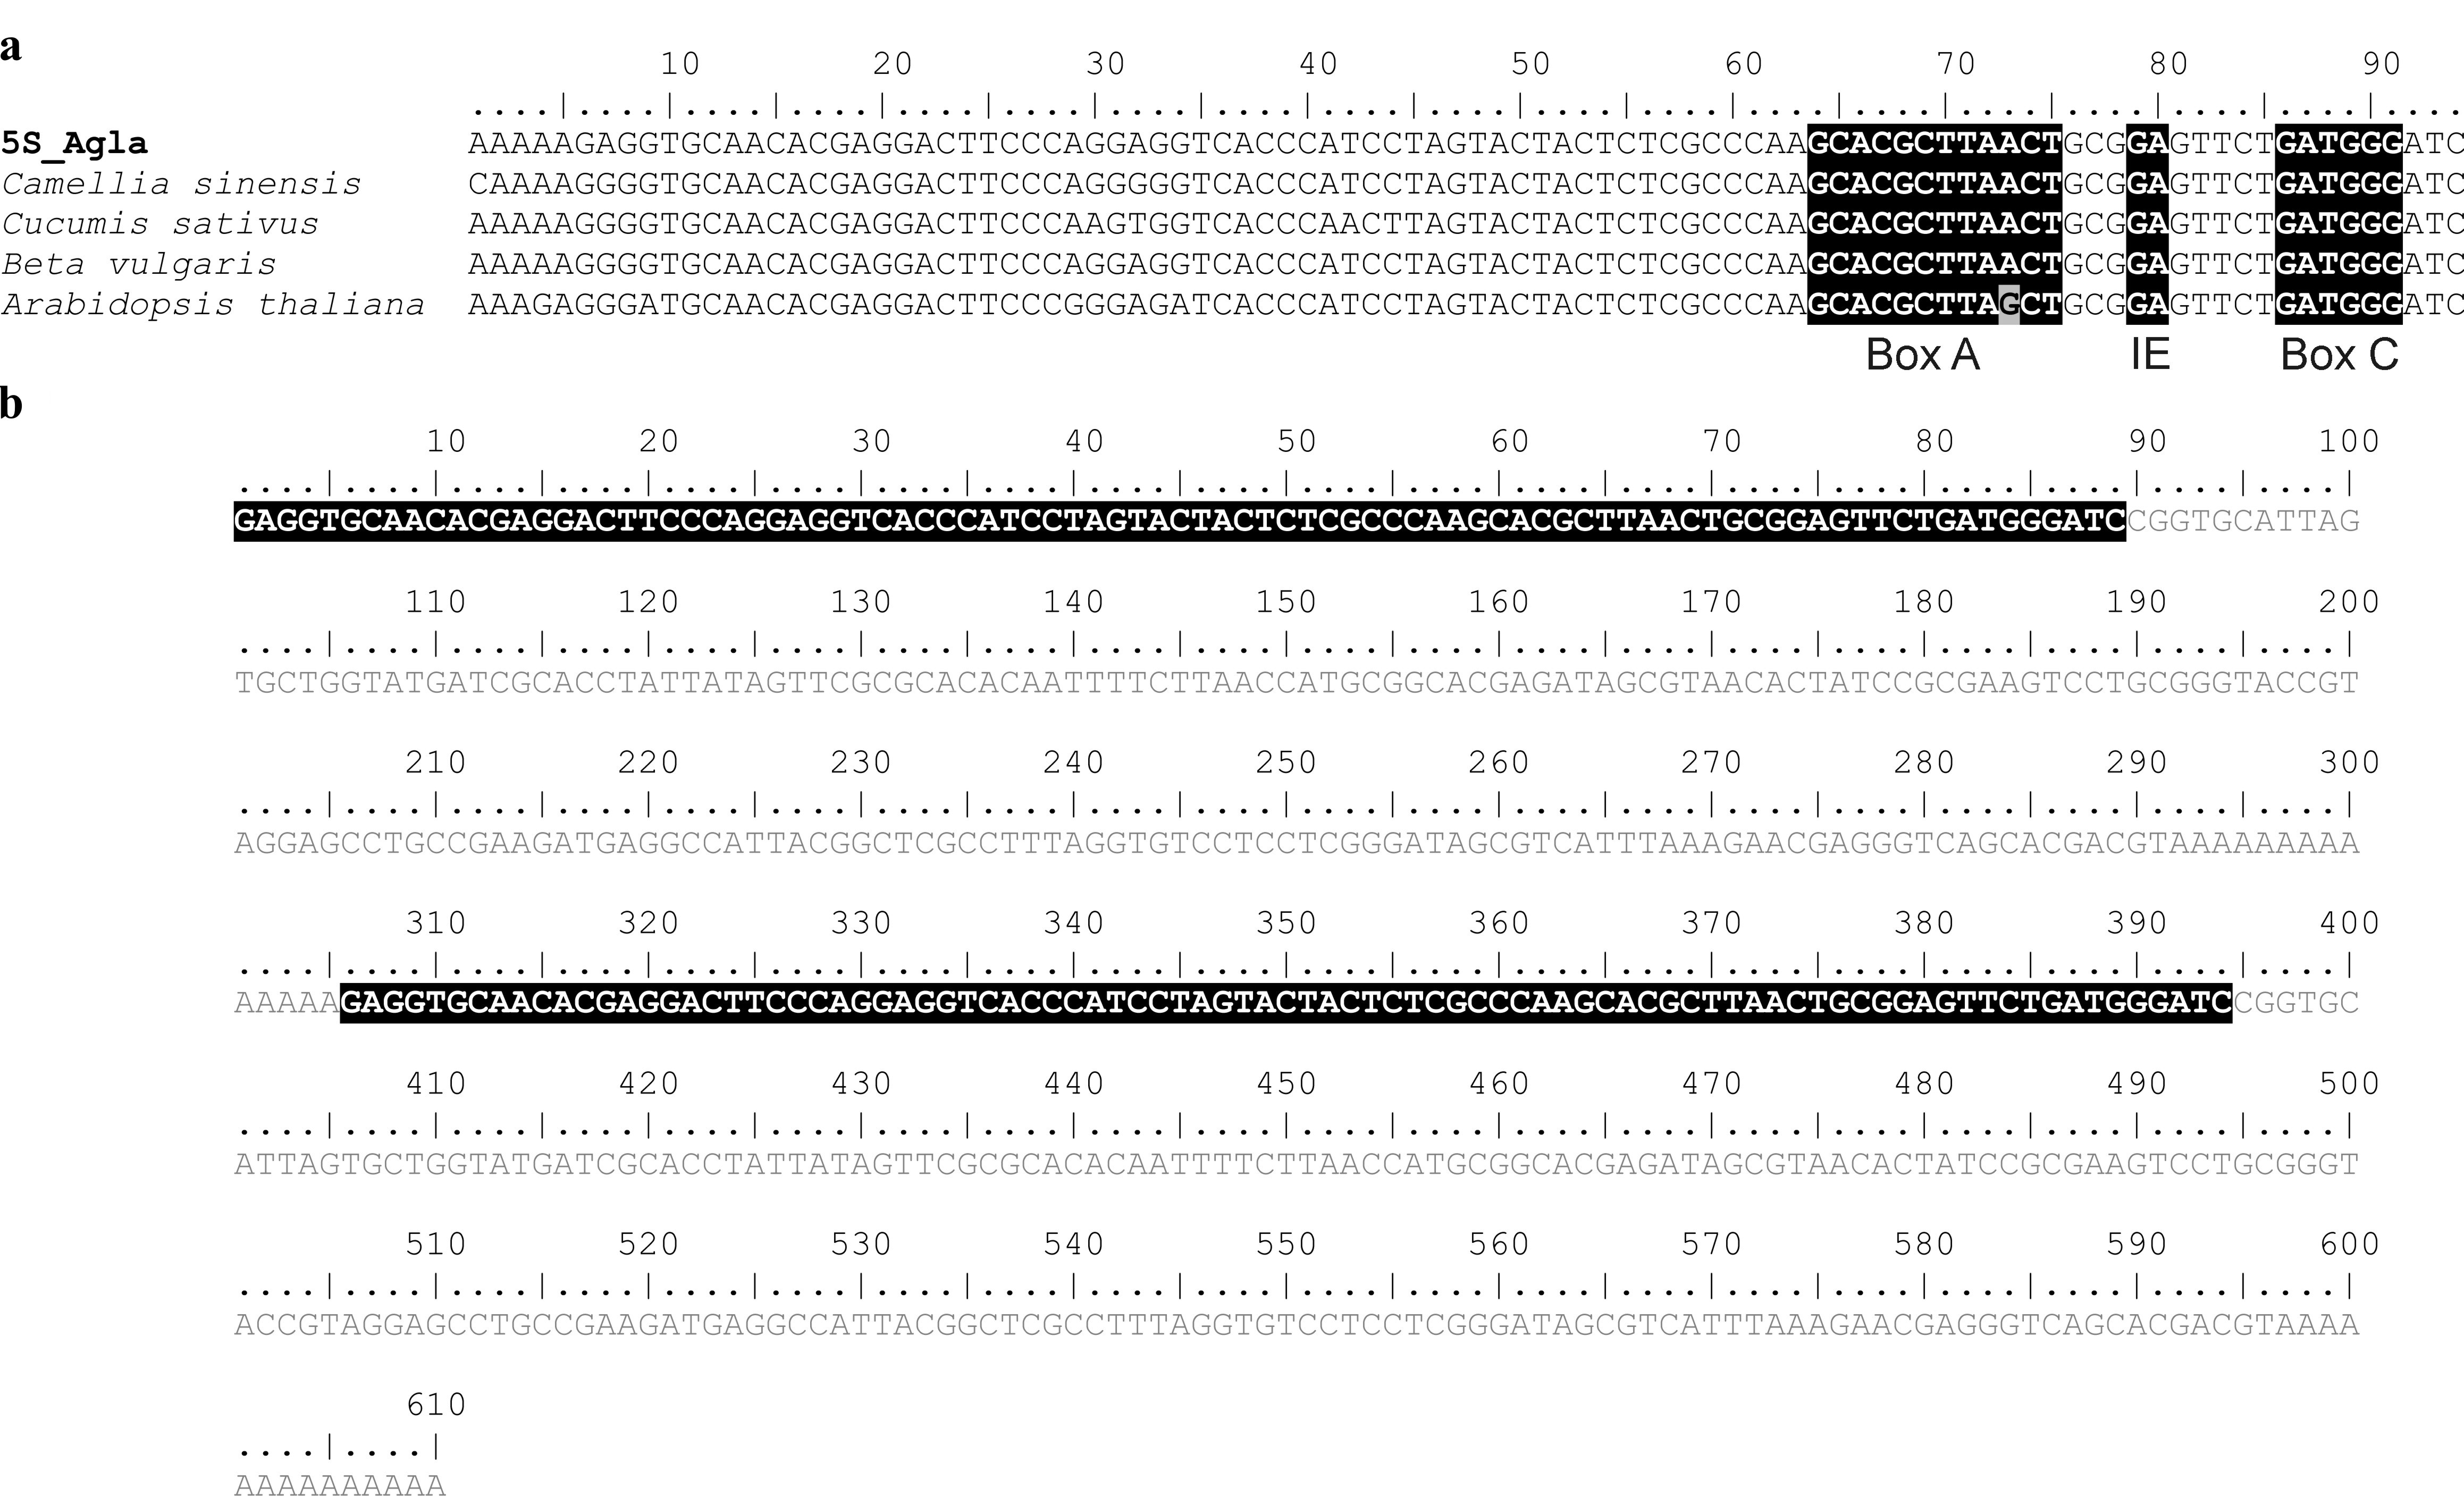 a
10 20 30 40 50 60 70 80 90
....|....|....|....|....|....|....|....|....|....|....|....|....|....|....|....|....|....|....
5S_Agla AAAAAGAGGTGCAACACGAGGACTTCCCAGGAGGTCACCCATCCTAGTACTACTCTCGCCCAAGCACGCTTAACTGCGGAGTTCTGATGGGATC
Camellia sinensis CAAAAGGGGTGCAACACGAGGACTTCCCAGGGGGTCACCCATCCTAGTACTACTCTCGCCCAAGCACGCTTAACTGCGGAGTTCTGATGGGATC
Cucumis sativus AAAAAGGGGTGCAACACGAGGACTTCCCAAGTGGTCACCCAACTTAGTACTACTCTCGCCCAAGCACGCTTAACTGCGGAGTTCTGATGGGATC
Beta vulgaris AAAAAGGGGTGCAACACGAGGACTTCCCAGGAGGTCACCCATCCTAGTACTACTCTCGCCCAAGCACGCTTAACTGCGGAGTTCTGATGGGATC
Arabidopsis thaliana AAAGAGGGATGCAACACGAGGACTTCCCGGGAGATCACCCATCCTAGTACTACTCTCGCCCAAGCACGCTTAGCTGCGGAGTTCTGATGGGATC
Box A IE Box C
b
10 20 30 40 50 60 70 80 90 100
....|....|....|....|....|....|....|....|....|....|....|....|....|....|....|....|....|....|....|....|
GAGGTGCAACACGAGGACTTCCCAGGAGGTCACCCATCCTAGTACTACTCTCGCCCAAGCACGCTTAACTGCGGAGTTCTGATGGGATCCGGTGCATTAG
110 120 130 140 150 160 170 180 190 200
....|....|....|....|....|....|....|....|....|....|....|....|....|....|....|....|....|....|....|....|
TGCTGGTATGATCGCACCTATTATAGTTCGCGCACACAATTTTCTTAACCATGCGGCACGAGATAGCGTAACACTATCCGCGAAGTCCTGCGGGTACCGT
210 220 230 240 250 260 270 280 290 300
....|....|....|....|....|....|....|....|....|....|....|....|....|....|....|....|....|....|....|....|
AGGAGCCTGCCGAAGATGAGGCCATTACGGCTCGCCTTTAGGTGTCCTCCTCGGGATAGCGTCATTTAAAGAACGAGGGTCAGCACGACGTAAAAAAAAA
310 320 330 340 350 360 370 380 390 400
....|....|....|....|....|....|....|....|....|....|....|....|....|....|....|....|....|....|....|....|
AAAAAGAGGTGCAACACGAGGACTTCCCAGGAGGTCACCCATCCTAGTACTACTCTCGCCCAAGCACGCTTAACTGCGGAGTTCTGATGGGATCCGGTGC
410 420 430 440 450 460 470 480 490 500
....|....|....|....|....|....|....|....|....|....|....|....|....|....|....|....|....|....|....|....|
ATTAGTGCTGGTATGATCGCACCTATTATAGTTCGCGCACACAATTTTCTTAACCATGCGGCACGAGATAGCGTAACACTATCCGCGAAGTCCTGCGGGT
510 520 530 540 550 560 570 580 590 600
....|....|....|....|....|....|....|....|....|....|....|....|....|....|....|....|....|....|....|....|
ACCGTAGGAGCCTGCCGAAGATGAGGCCATTACGGCTCGCCTTTAGGTGTCCTCCTCGGGATAGCGTCATTTAAAGAACGAGGGTCAGCACGACGTAAAA
610
....|....|
AAAAAAAAAA